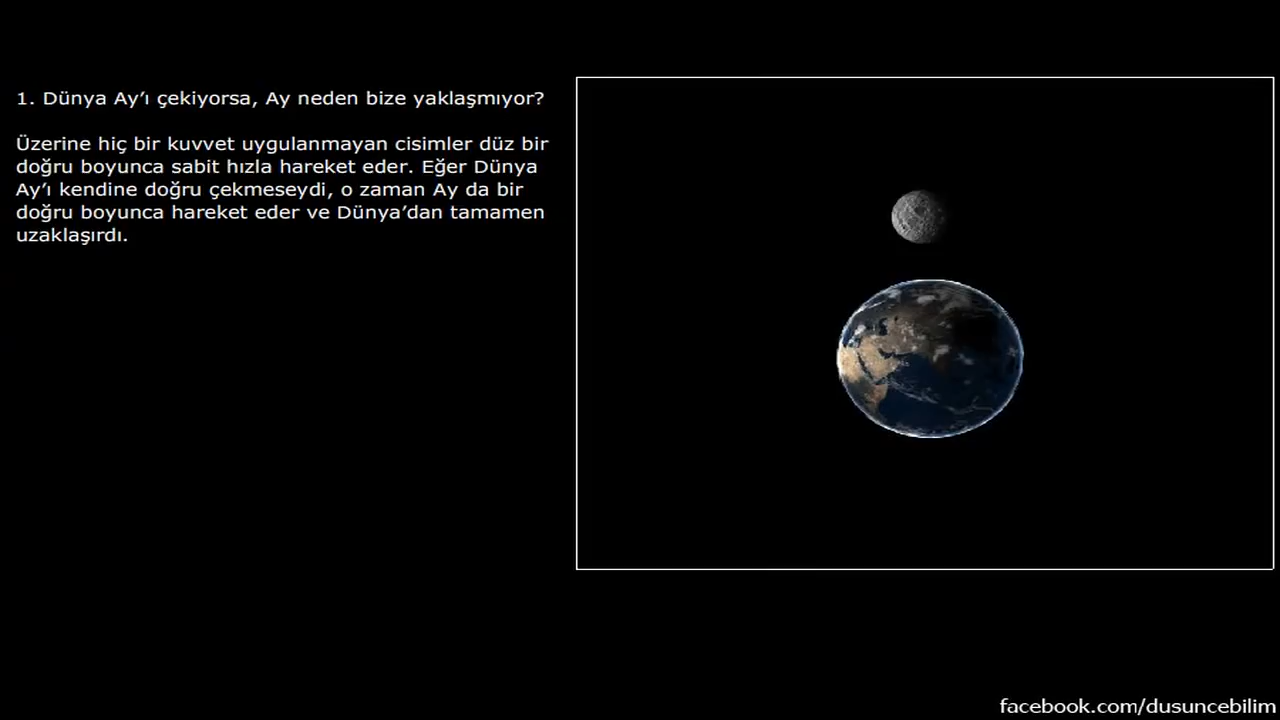 1. Dünya Ay’ı çekiyorsa, Ay neden bize yaklaşmıyor?
Üzerine hiç bir kuvvet uygulanmayan cisimler düz bir
doğru boyunca sabit hızla hareket eder. Eğer Dünya
Ay’ı kendine doğru çekmeseydi, o zaman Ay da bir
doğru boyunca hareket eder ve Dünya’dan tamamen
uzaklaşırdı.
facebook.com/dusuncebilim